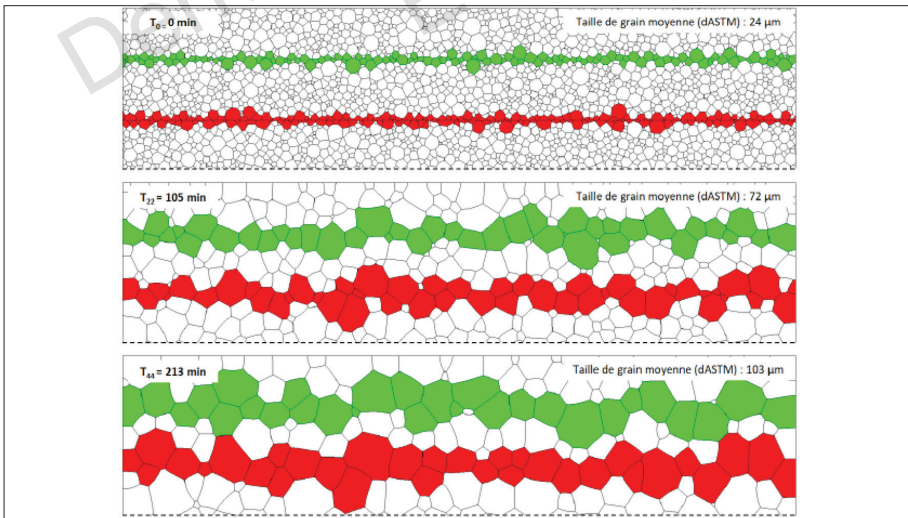 T₀ = 0 min
Taille de grain moyenne (dASTM) : 24 µm
T₂₂ = 105 min
Taille de grain moyenne (dASTM) : 72 µm
T₄₄ = 213 min
Taille de grain moyenne (dASTM) : 103 µm